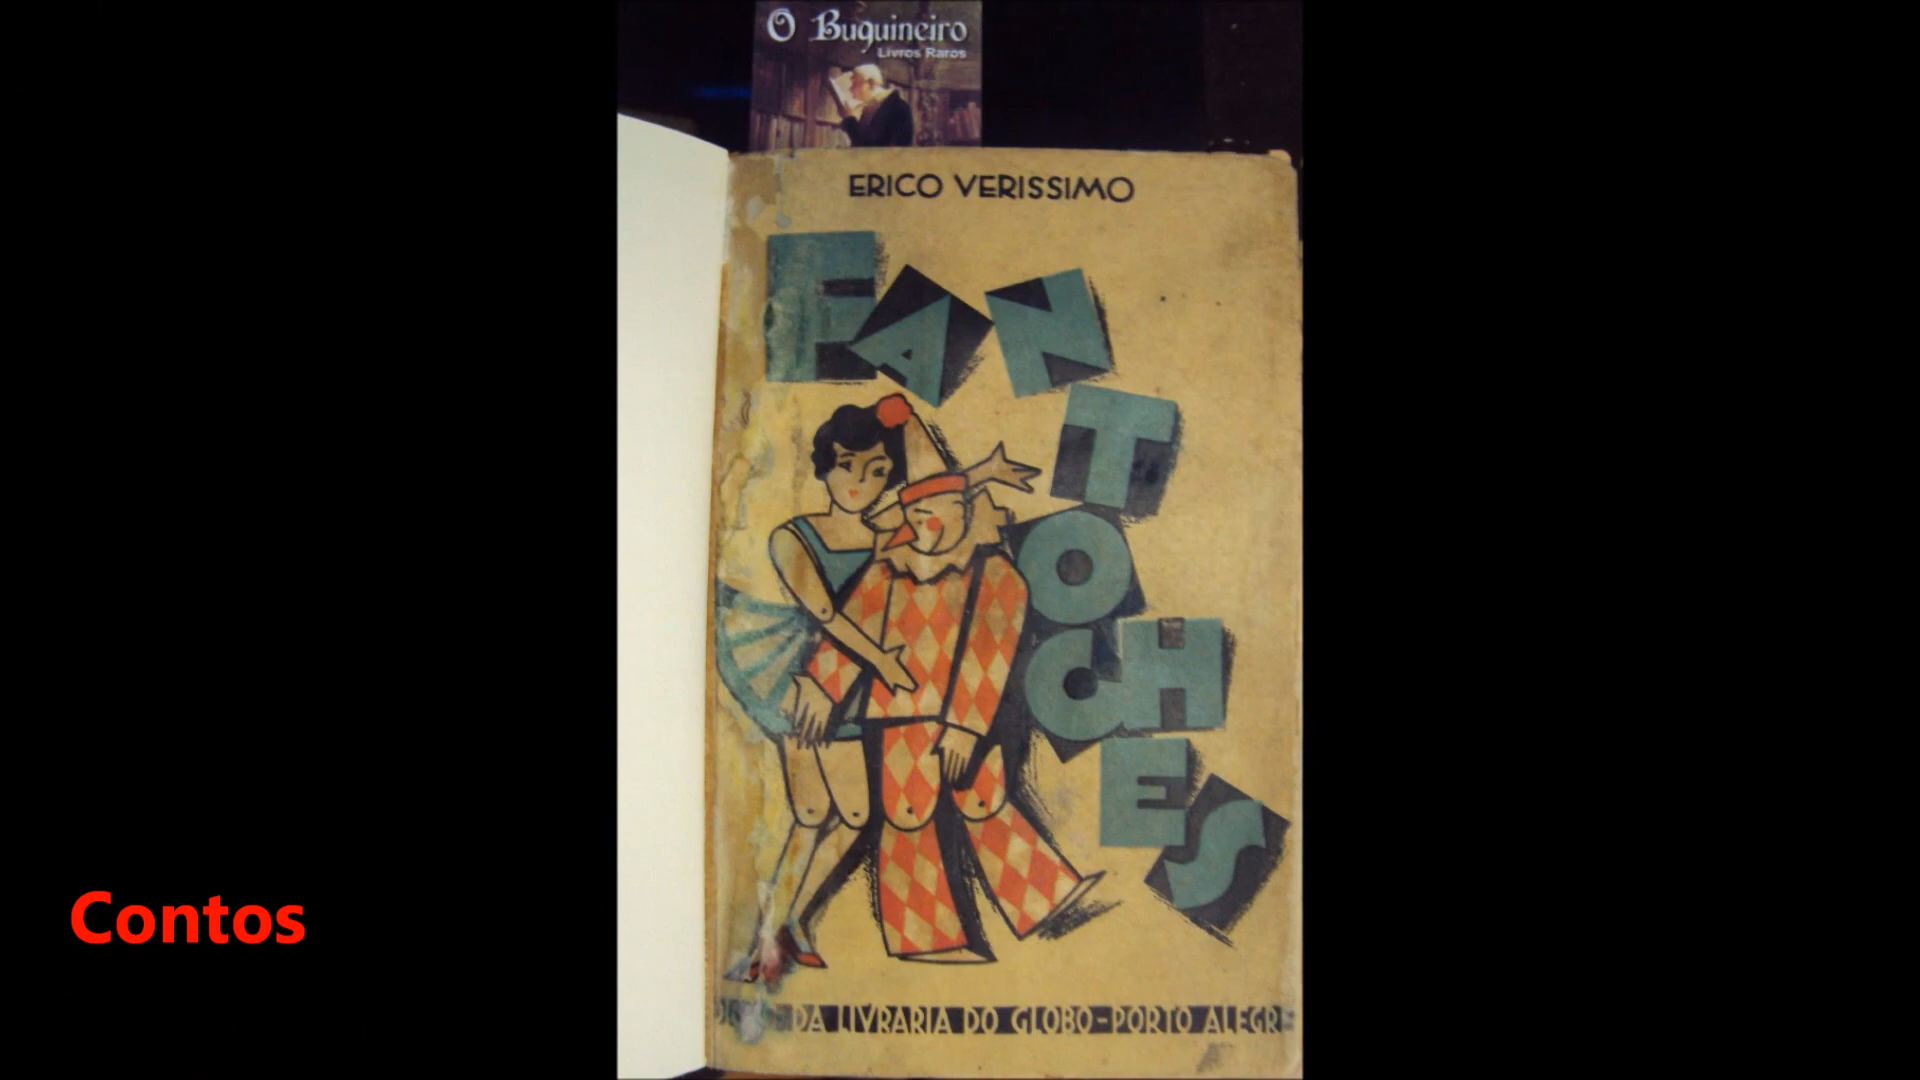 O Buquineiro
Livros Raros
ERICO VERISSIMO
FANTOCHES
Contos
DA LIVRARIA DO GLOBO-PORTO ALEGRE